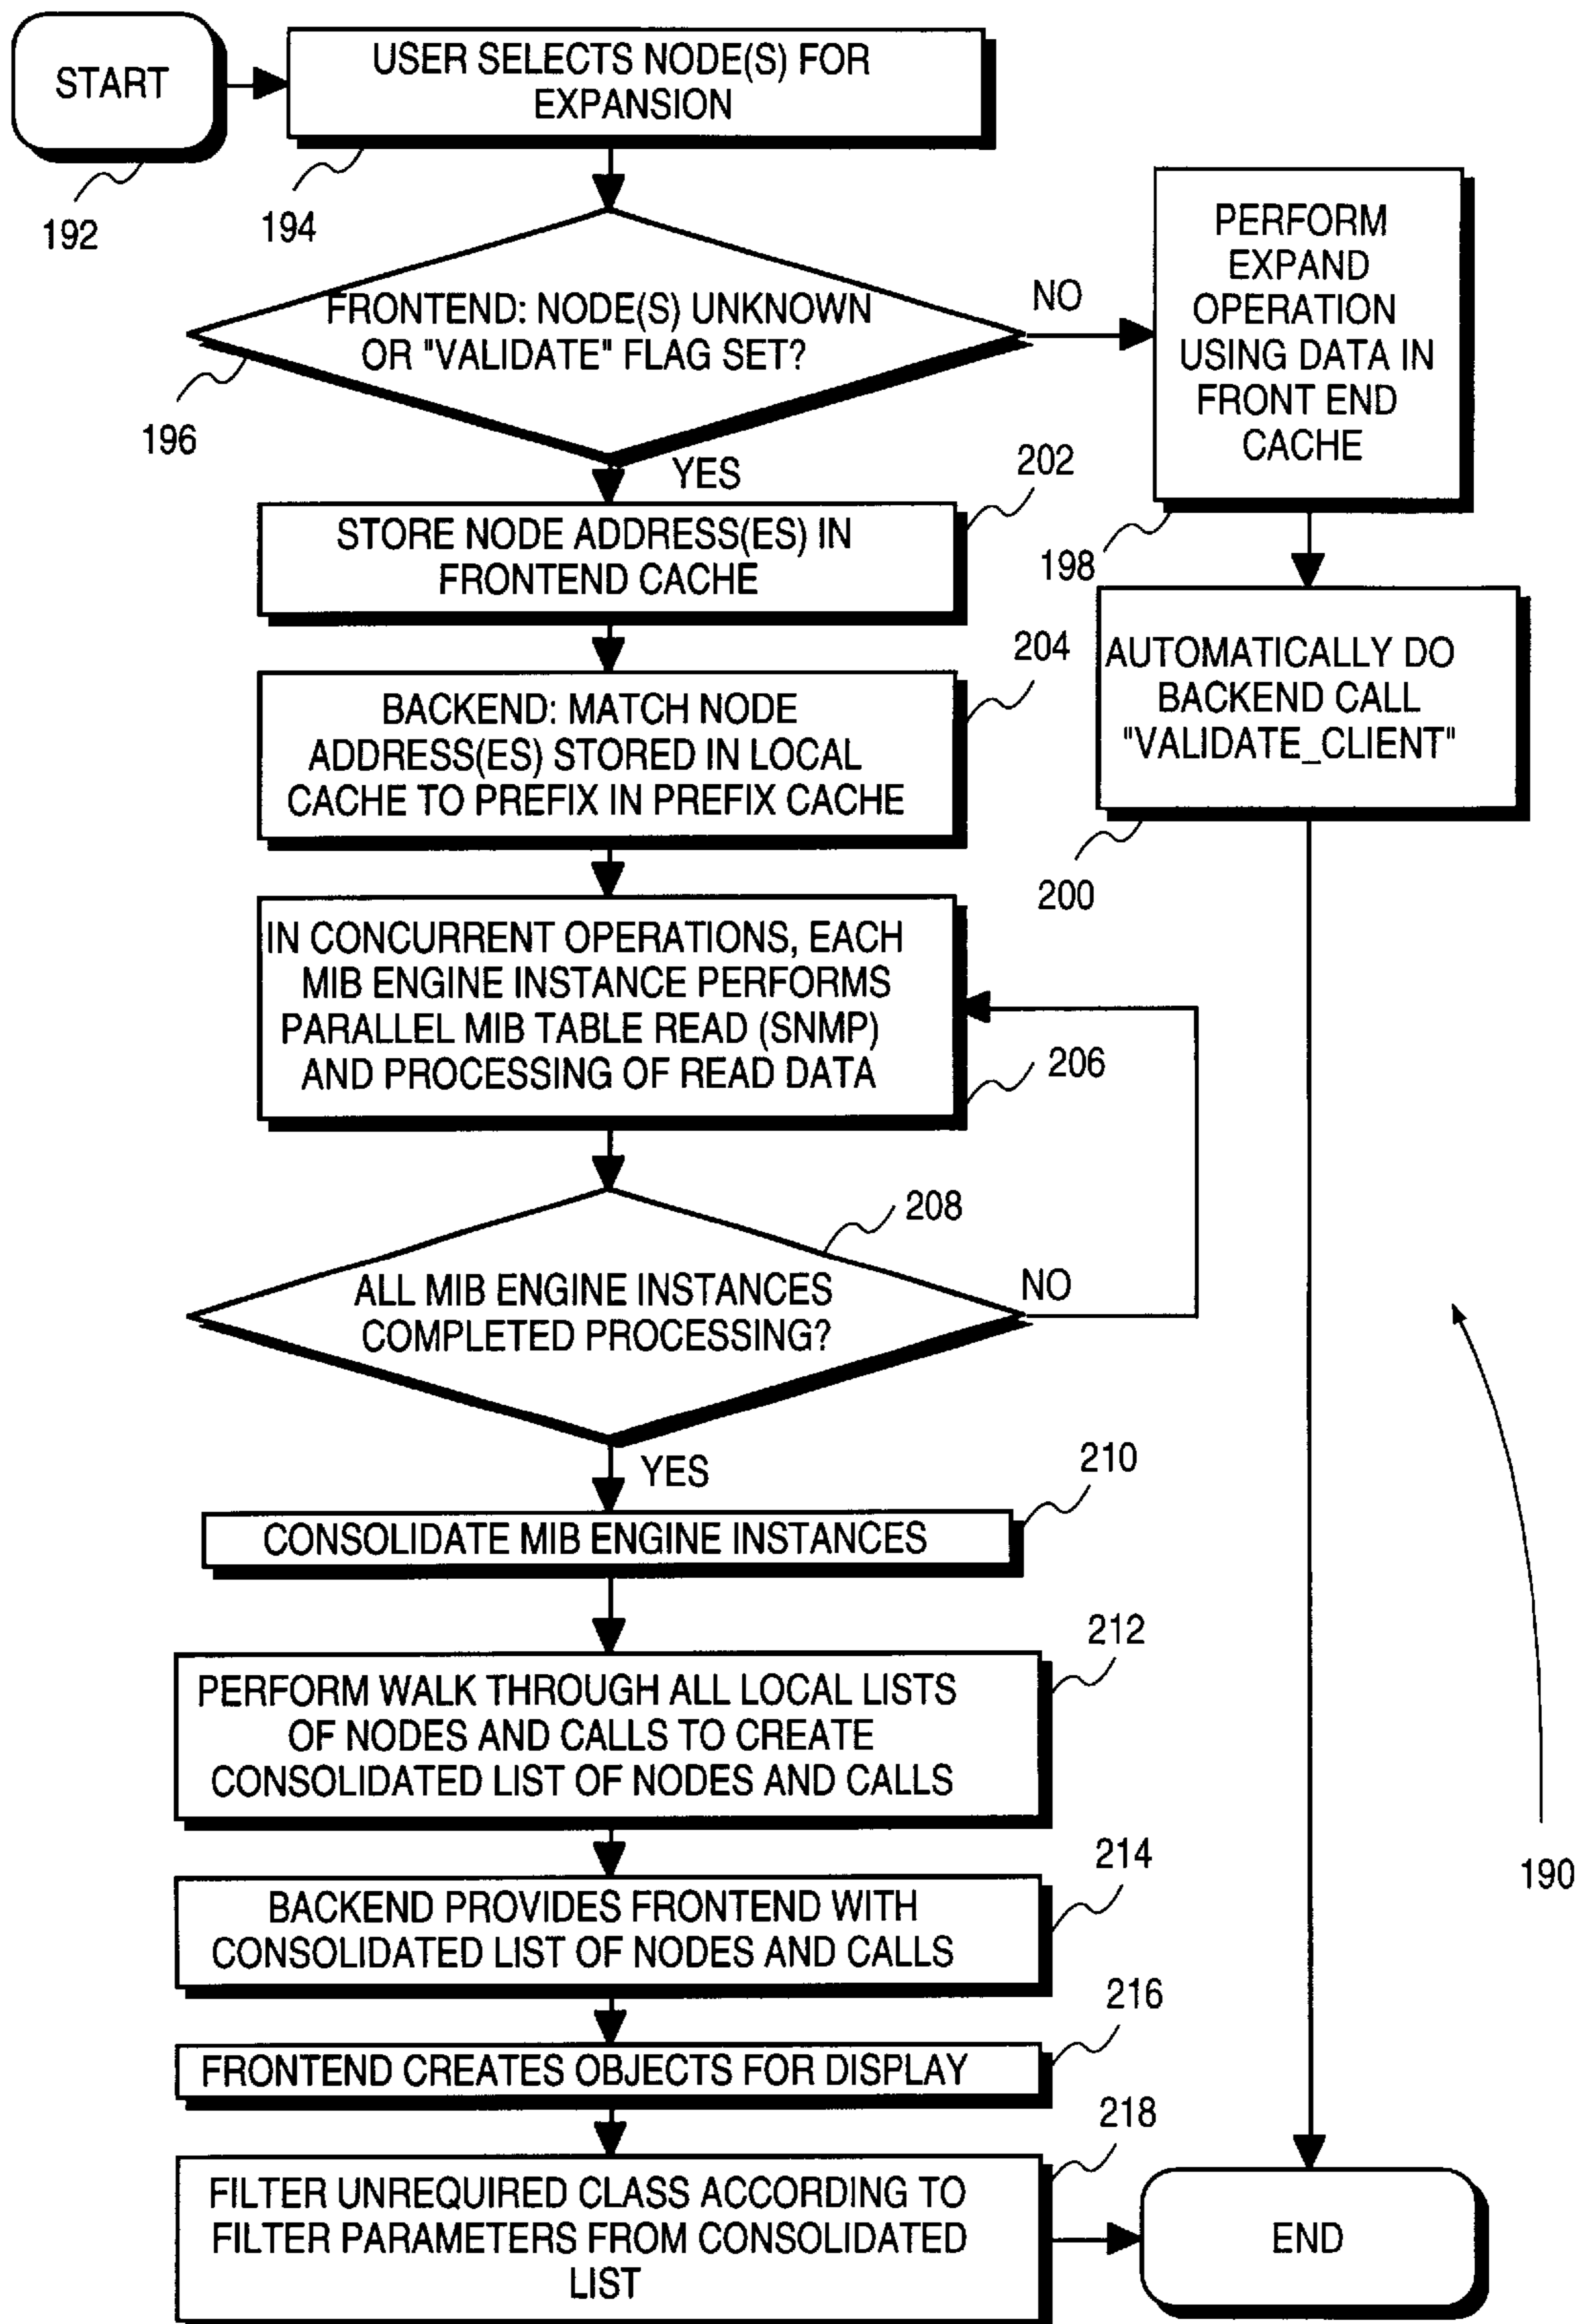 START
USER SELECTS NODE(S) FOR
EXPANSION
192
194
FRONTEND: NODE(S) UNKNOWN
OR "VALIDATE" FLAG SET?
196
NO
PERFORM
EXPAND
OPERATION
USING DATA IN
FRONT END
CACHE
198
AUTOMATICALLY DO
BACKEND CALL
"VALIDATE_CLIENT"
200
YES
202
STORE NODE ADDRESS(ES) IN
FRONTEND CACHE
204
BACKEND: MATCH NODE
ADDRESS(ES) STORED IN LOCAL
CACHE TO PREFIX IN PREFIX CACHE
IN CONCURRENT OPERATIONS, EACH
MIB ENGINE INSTANCE PERFORMS
PARALLEL MIB TABLE READ (SNMP)
AND PROCESSING OF READ DATA
206
208
ALL MIB ENGINE INSTANCES
COMPLETED PROCESSING?
NO
YES
210
CONSOLIDATE MIB ENGINE INSTANCES
212
PERFORM WALK THROUGH ALL LOCAL LISTS
OF NODES AND CALLS TO CREATE
CONSOLIDATED LIST OF NODES AND CALLS
214
BACKEND PROVIDES FRONTEND WITH
CONSOLIDATED LIST OF NODES AND CALLS
190
216
FRONTEND CREATES OBJECTS FOR DISPLAY
218
FILTER UNREQUIRED CLASS ACCORDING TO
FILTER PARAMETERS FROM CONSOLIDATED
LIST
END